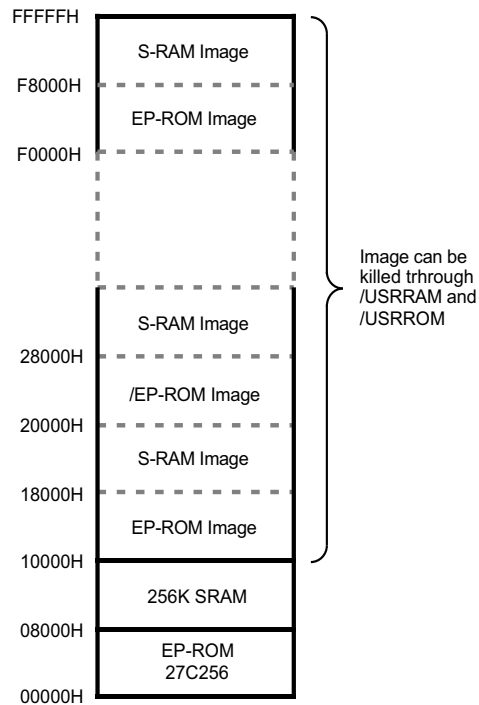 FFFFFH
S-RAM Image
F8000H
EP-ROM Image
F0000H
Image can be
killed trhrough
/USRRAM and
/USRROM
S-RAM Image
28000H
/EP-ROM Image
20000H
S-RAM Image
18000H
EP-ROM Image
10000H
256K SRAM
08000H
EP-ROM
27C256
00000H